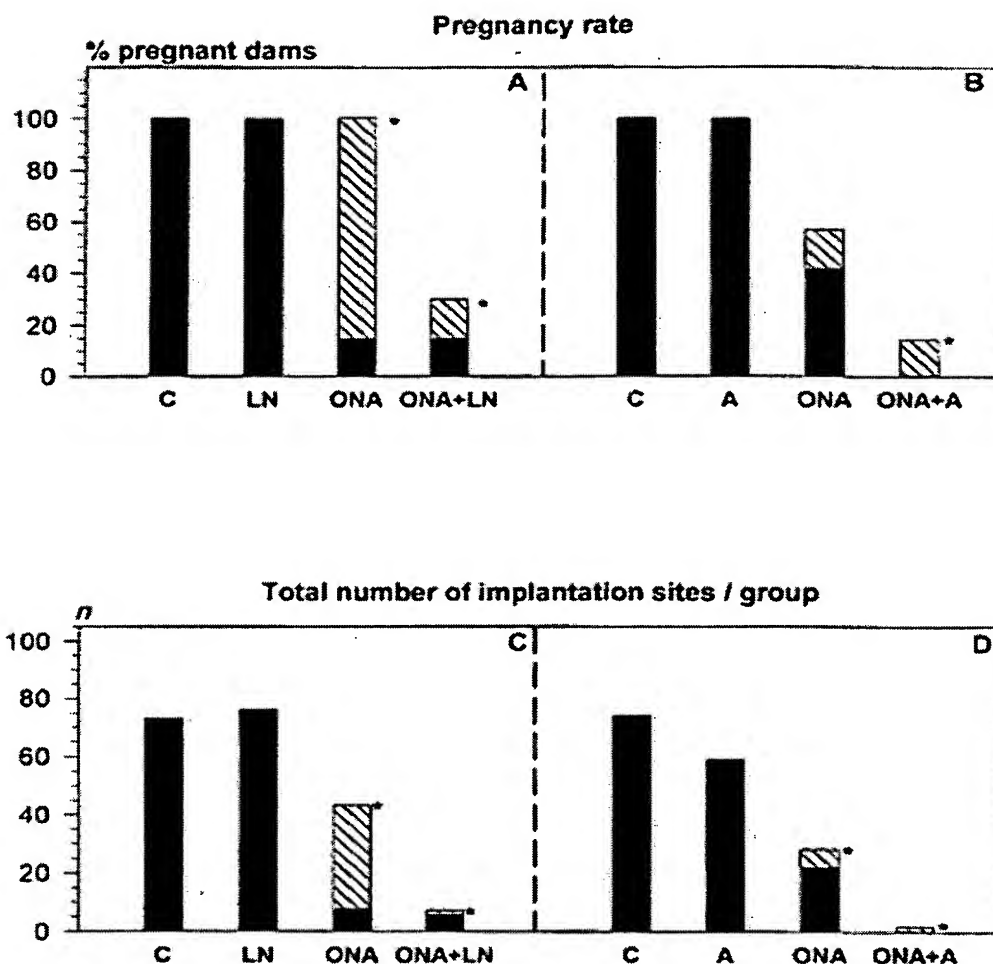 Pregnancy rate
% pregnant dams
A
B
100
80
60
40
20
0
C LN ONA ONA+LN C A ONA ONA+A
*
*
*
Total number of implantation sites / group
n
C
D
100
80
60
40
20
0
*
*
*
*
C LN ONA ONA+LN C A ONA ONA+A